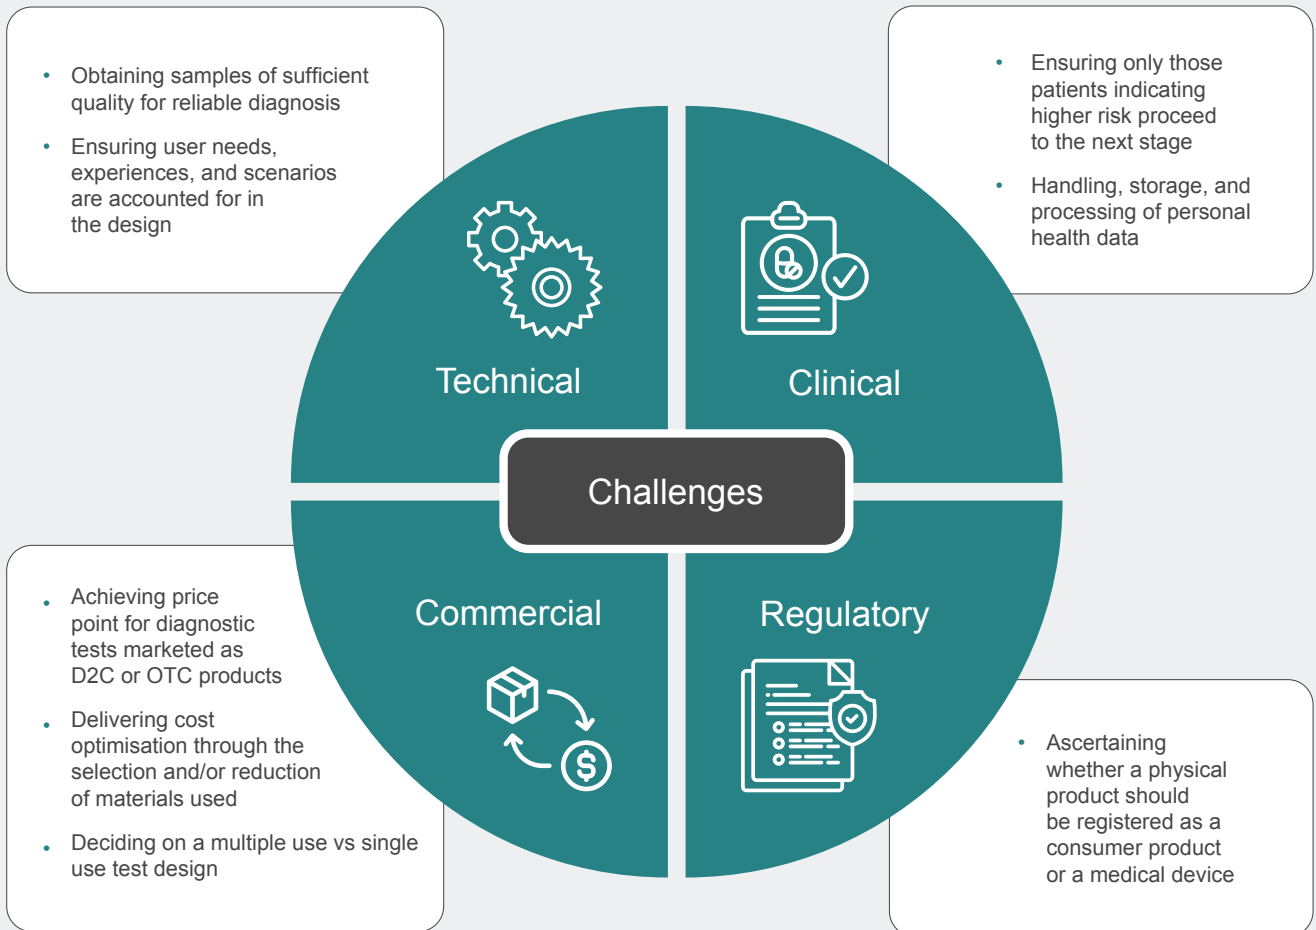 • Obtaining samples of sufficient
quality for reliable diagnosis
• Ensuring user needs,
experiences, and scenarios
are accounted for in
the design
• Ensuring only those
patients indicating
higher risk proceed
to the next stage
• Handling, storage, and
processing of personal
health data
Technical
Clinical
Challenges
Commercial
Regulatory
• Achieving price
point for diagnostic
tests marketed as
D2C or OTC products
• Delivering cost
optimisation through the
selection and/or reduction
of materials used
• Deciding on a multiple use vs single
use test design
$
• Ascertaining
whether a physical
product should
be registered as a
consumer product
or a medical device